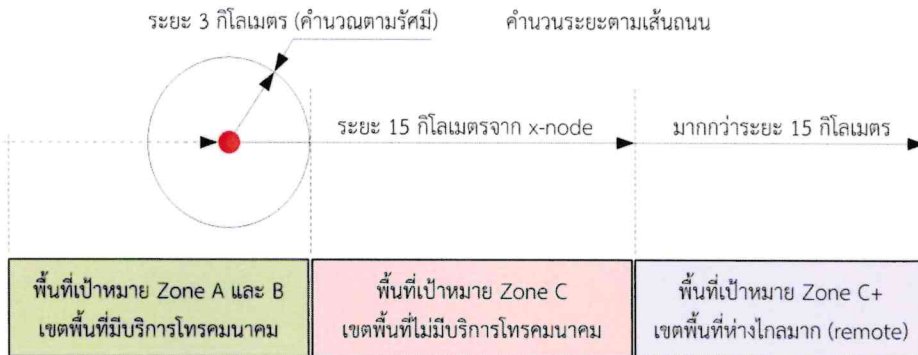 ระยะ 3 กิโลเมตร (คำณวณตามรัศมี) คำนวนระยะตามเส้นถนน
ระยะ 15 กิโลเมตรจาก x-node มากกว่าระยะ 15 กิโลเมตร
พื้นที่เป้าหมาย Zone A และ B
เขตพื้นที่มีบริการโทรคมนาคม
พื้นที่เป้าหมาย Zone C
เขตพื้นที่ไม่มีบริการโทรคมนาคม
พื้นที่เป้าหมาย Zone C+
เขตพื้นที่ห่างไกลมาก (remote)